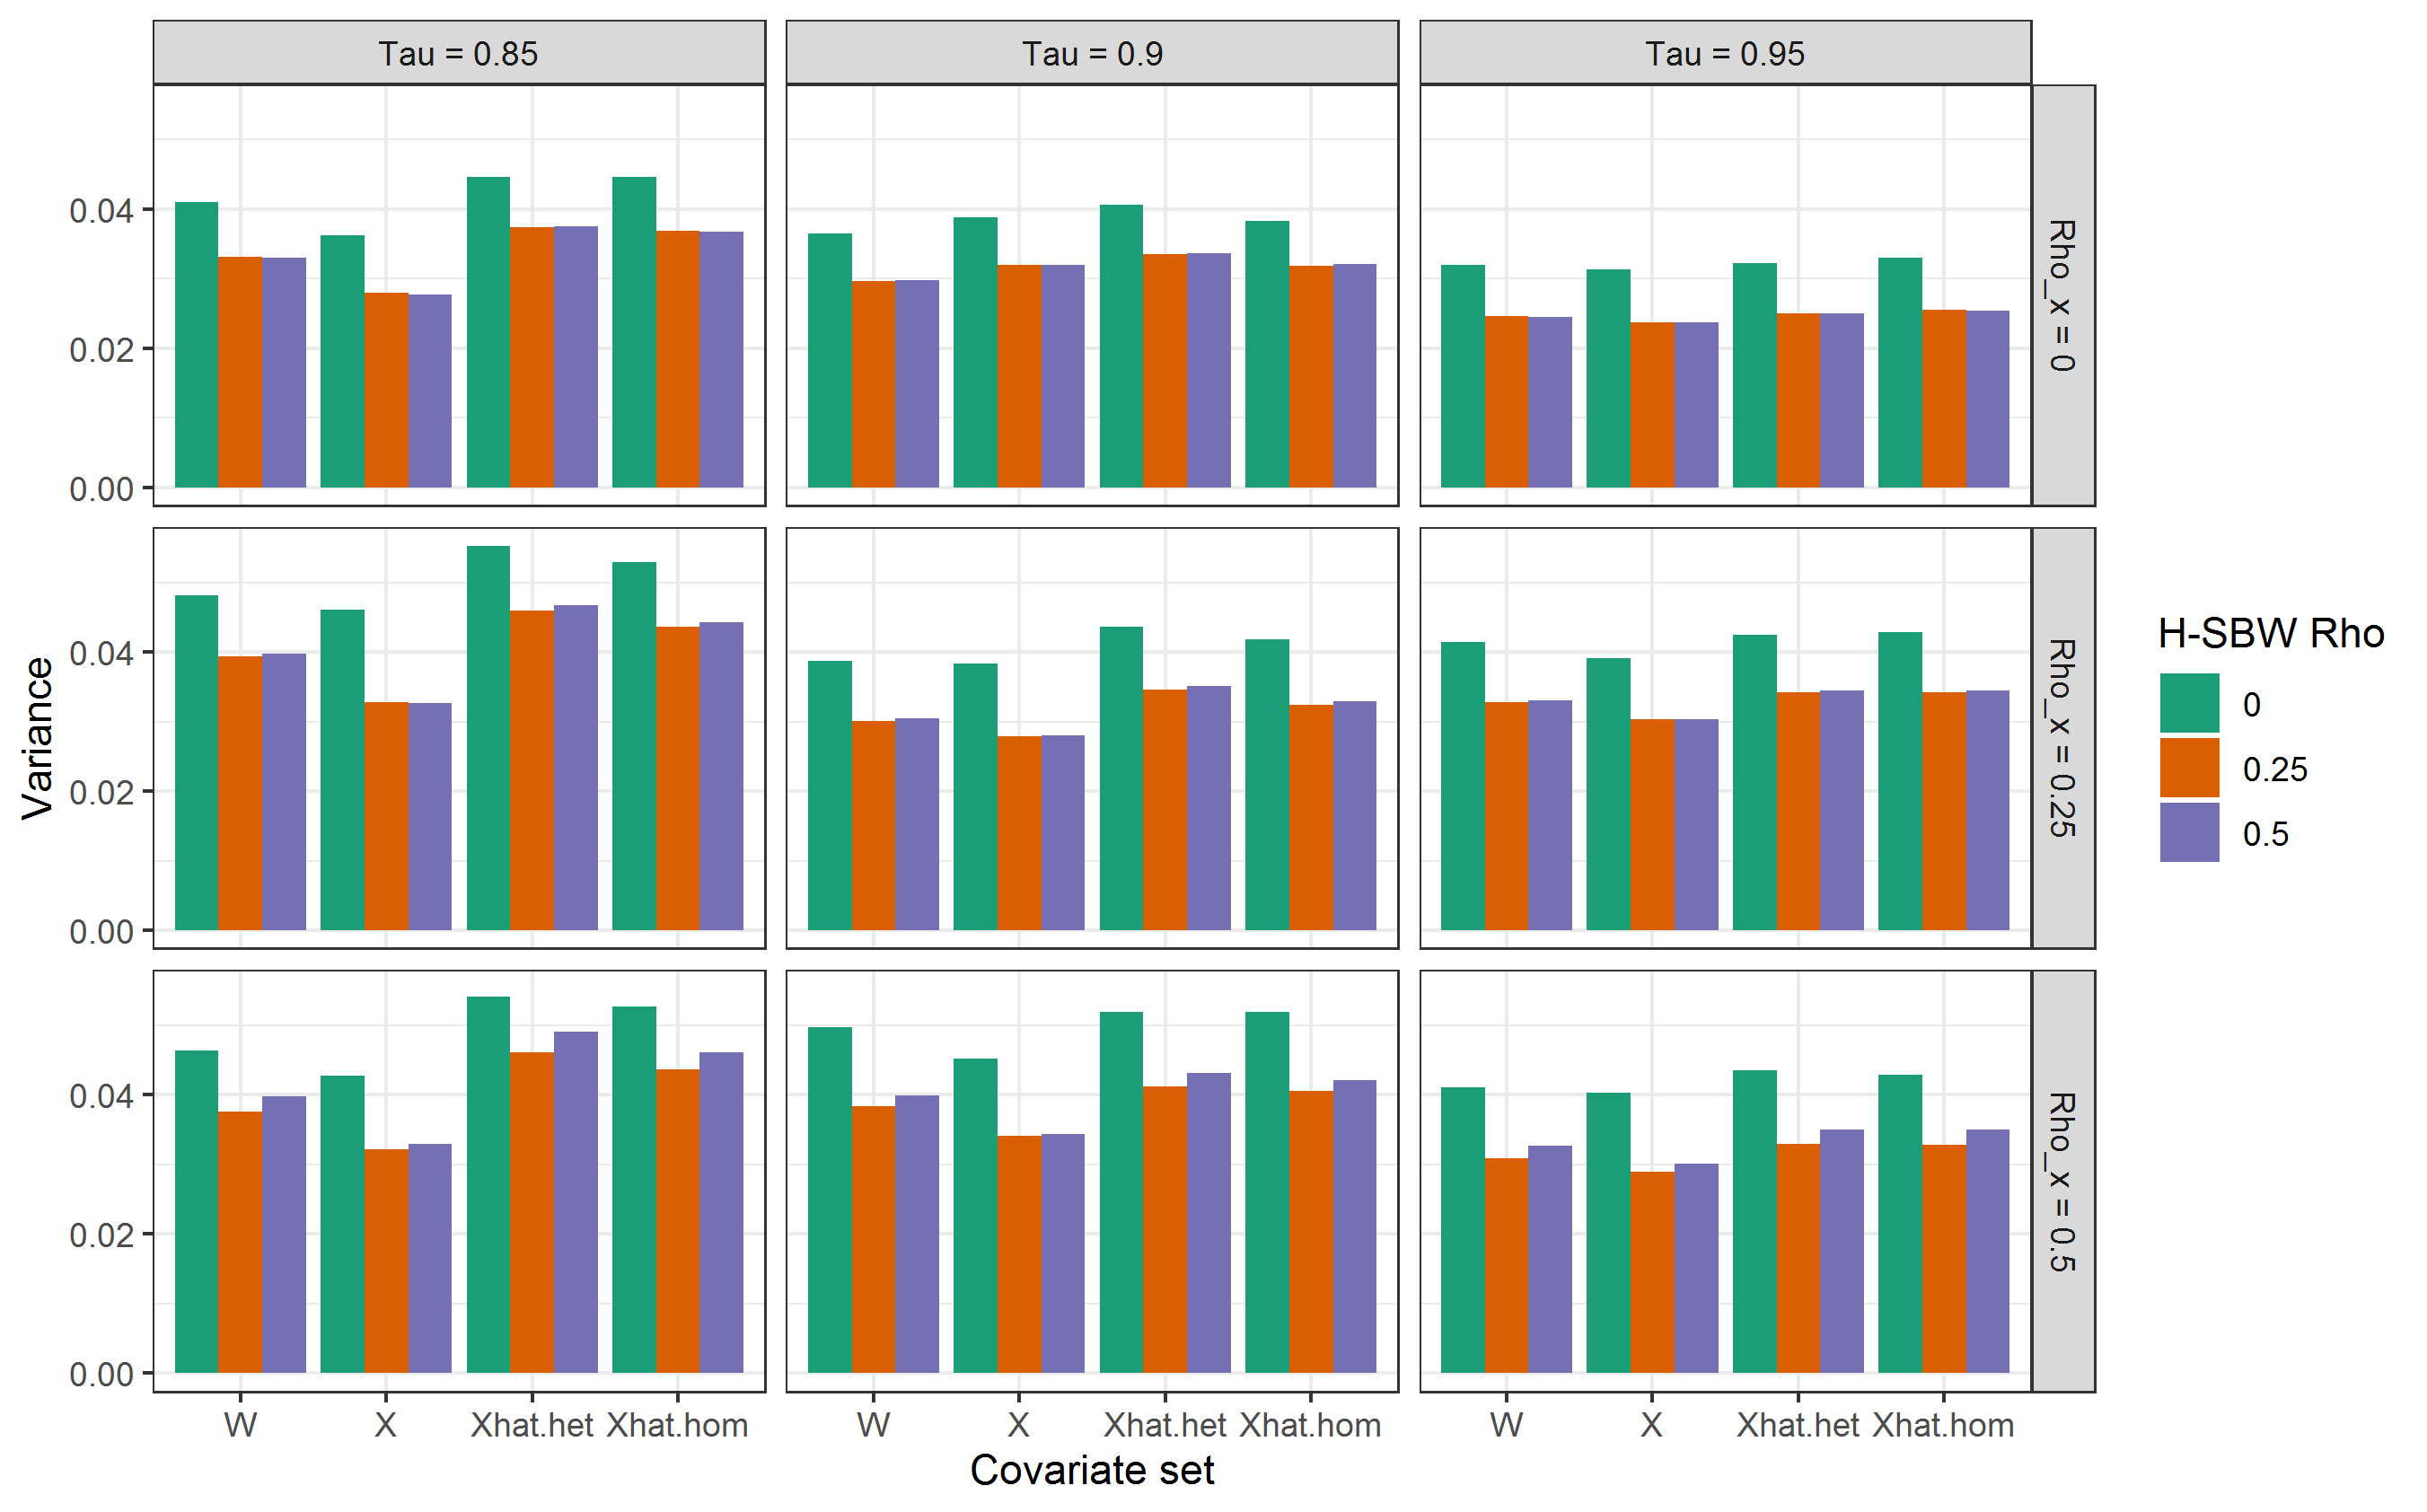 Tau = 0.85
Tau = 0.9
Tau = 0.95
0.04
0.02
0.00
Rho_x = 0
0.04
0.02
0.00
Rho_x = 0.25
0.04
0.02
0.00
Rho_x = 0.5
Variance
W X Xhat.het Xhat.hom
W X Xhat.het Xhat.hom
W X Xhat.het Xhat.hom
Covariate set
H-SBW Rho
0
0.25
0.5